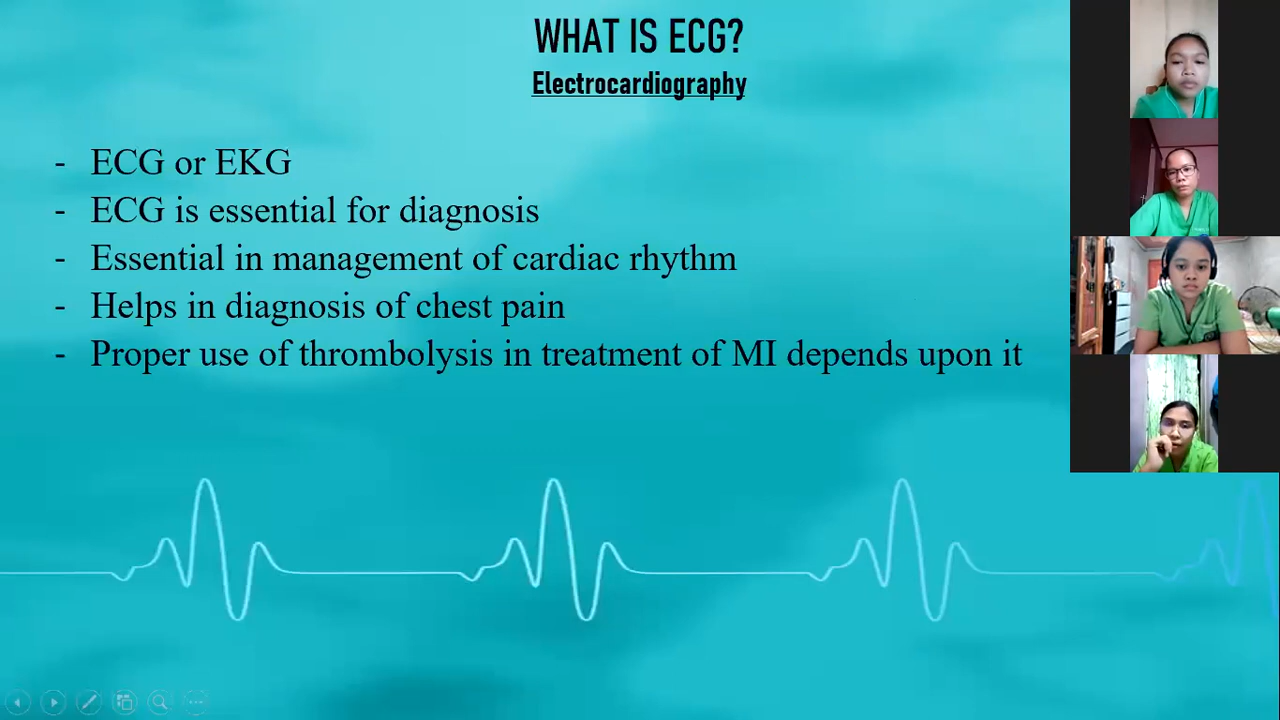 WHAT IS ECG?
Electrocardiography
- ECG or EKG
- ECG is essential for diagnosis
- Essential in management of cardiac rhythm
- Helps in diagnosis of chest pain
- Proper use of thrombolysis in treatment of MI depends upon it